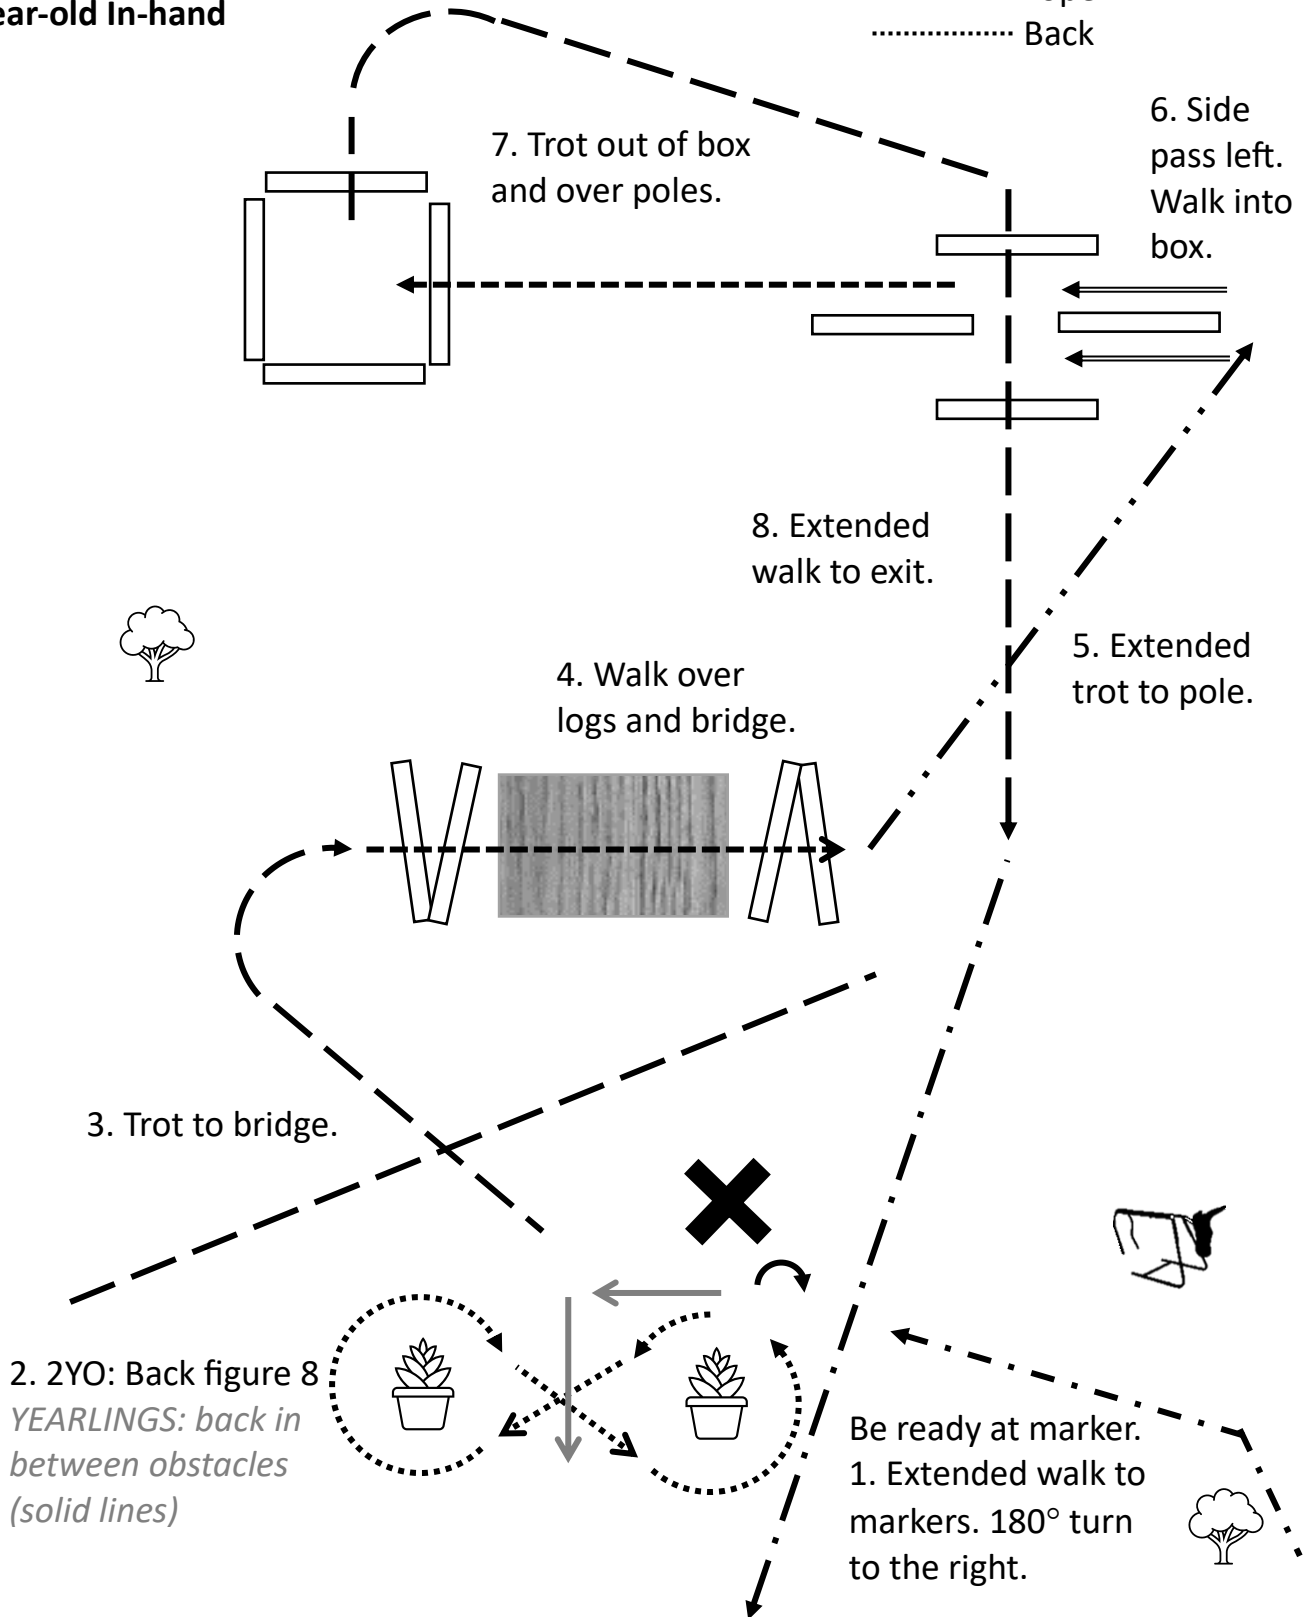 ear-old In-hand
Back
6. Side
pass left.
Walk into
box.
7. Trot out of box
and over poles.
8. Extended
walk to exit.
5. Extended
trot to pole.
4. Walk over
logs and bridge.
3. Trot to bridge.
2. 2YO: Back figure 8
YEARLINGS: back in
between obstacles
(solid lines)
Be ready at marker.
1. Extended walk to
markers. 180° turn
to the right.